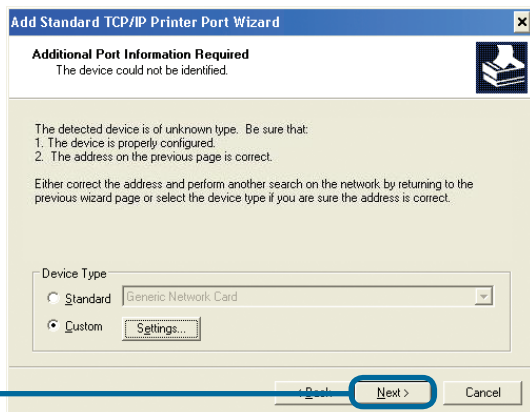 Add Standard TCP/IP Printer Port Wizard
Additional Port Information Required
The device could not be identified.
The detected device is of unknown type. Be sure that:
1. The device is properly configured.
2. The address on the previous page is correct.
Either correct the address and perform another search on the network by returning to the
previous wizard page or select the device type if you are sure the address is correct.
Device Type
Standard Generic Network Card
Custom Settings...
< Back Next > Cancel